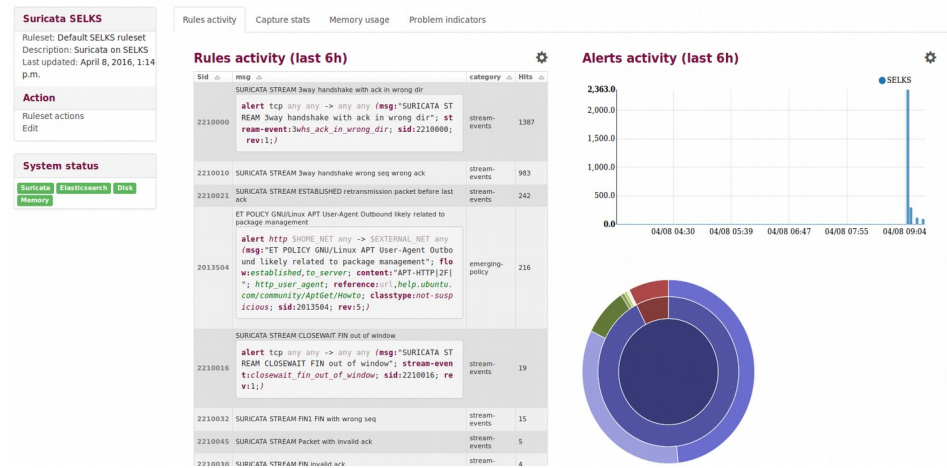 Suricata SELKS
Ruleset: Default SELKS ruleset
Description: Suricata on SELKS
Last updated: April 8, 2016, 1:14
p.m.
Action
Ruleset actions
Edit
System status
Suricata Elasticsearch Disk
Memory
Rules activity Capture stats Memory usage Problem indicators
Rules activity (last 6h)
Sid msg category Hits
SURICATA STREAM 3way handshake with ack in wrong dir
alert tcp any any -> any any (msg:"SURICATA ST
REAM 3way handshake with ack in wrong dir"; st
ream-event:3whs_ack_in_wrong_dir; sid:2210000;
rev:1;)
2210000
stream-
events
1387
2210010 SURICATA STREAM 3way handshake wrong seq wrong ack
stream-
events
983
2210021 SURICATA STREAM ESTABLISHED retransmission packet before last
ack
stream-
events
242
ET POLICY GNU/Linux APT User-Agent Outbound likely related to
package management
alert http $HOME_NET any -> $EXTERNAL_NET any
(msg:"ET POLICY GNU/Linux APT User-Agent Outbo
und likely related to package management"; flo
w:established,to_server; content:"APT-HTTP|2F|
"; http_user_agent; reference:url,help.ubuntu.
com/community/AptGet/Howto; classtype:not-susp
icious; sid:2013504; rev:5;)
2013504
emerging-
policy
216
SURICATA STREAM CLOSEWAIT FIN out of window
alert tcp any any -> any any (msg:"SURICATA ST
REAM CLOSEWAIT FIN out of window"; stream-even
t:closewait_fin_out_of_window; sid:2210016; re
v:1;)
2210016
stream-
events
19
2210032 SURICATA STREAM FIN1 FIN with wrong seq
stream-
events
15
2210045 SURICATA STREAM Packet with invalid ack
stream-
events
5
2210030 SURICATA STREAM FIN invalid ack
stream-
4
Alerts activity (last 6h)
SELKS
2,363.0
2,000.0
1,500.0
1,000.0
500.0
0.0
04/08 04:30 04/08 05:39 04/08 06:47 04/08 07:55 04/08 09:04